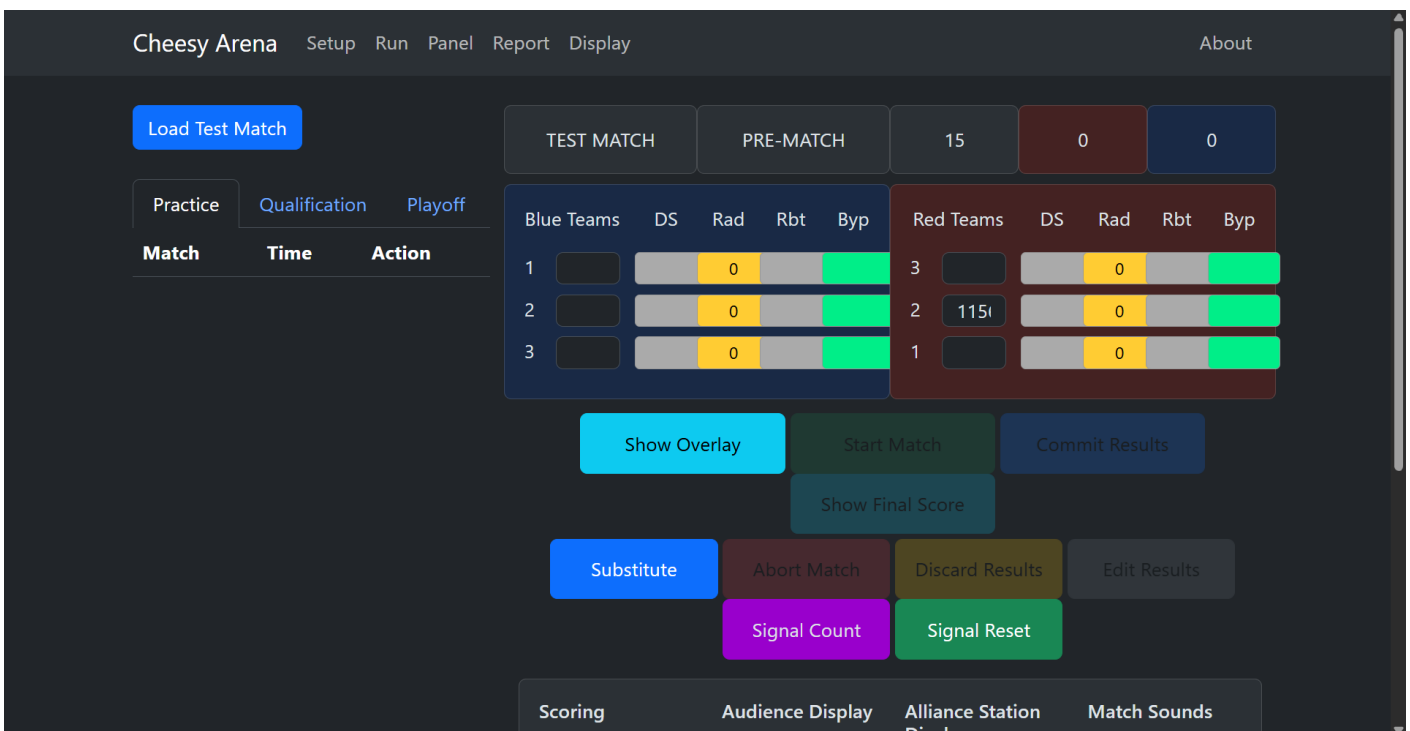 Cheesy Arena Setup Run Panel Report Display About
Load Test Match
TEST MATCH PRE-MATCH 15 0 0
Practice Qualification Playoff
Match Time Action
Blue Teams DS Rad Rbt Byp
1 0
2 0
3 0
Red Teams DS Rad Rbt Byp
3 0
2 115 0
1 0
Show Overlay Start Match Commit Results
Show Final Score
Substitute Abort Match Discard Results Edit Results
Signal Count Signal Reset
Scoring Audience Display Alliance Station Match Sounds